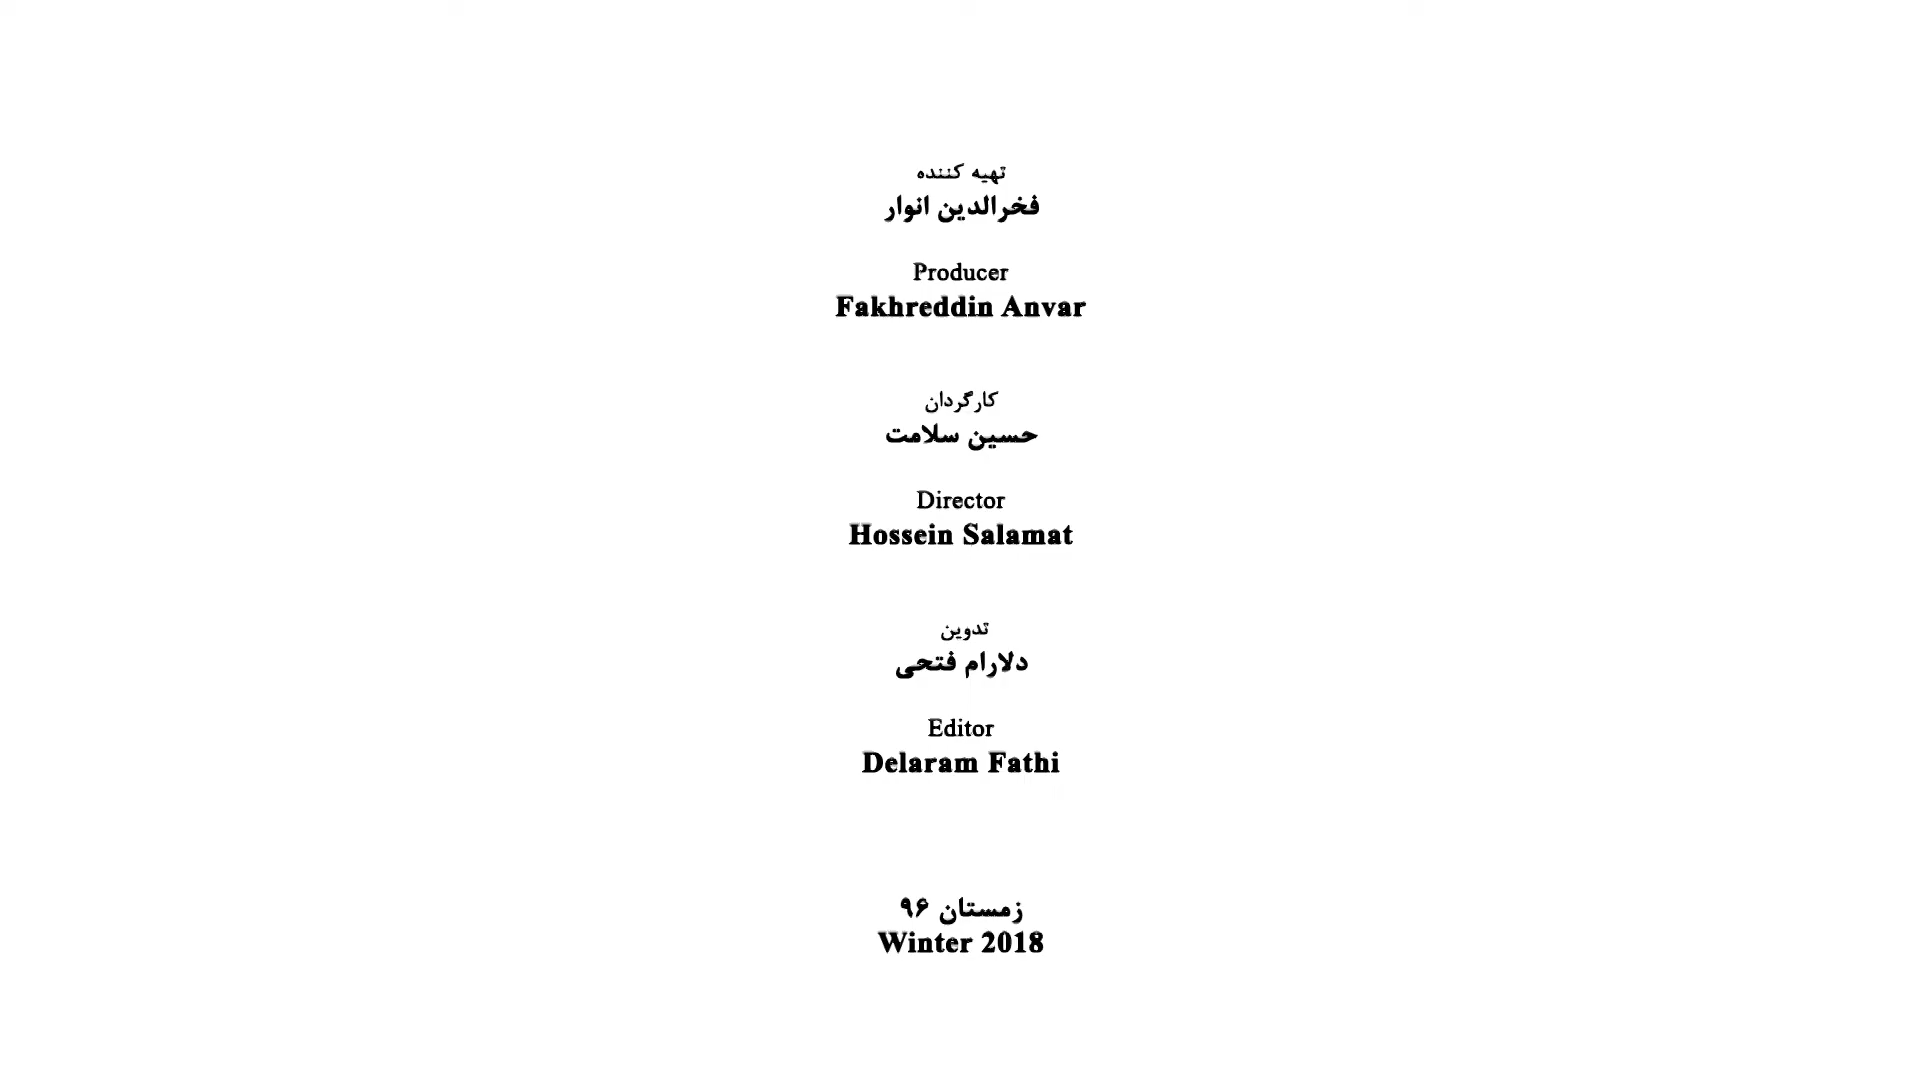 تهیه کننده
فخرالدین انوار
Producer
Fakhreddin Anvar
کارگردان
حسین سلامت
Director
Hossein Salamat
تدوین
دلارام فتحی
Editor
Delaram Fathi
زمستان ۹۶
Winter 2018